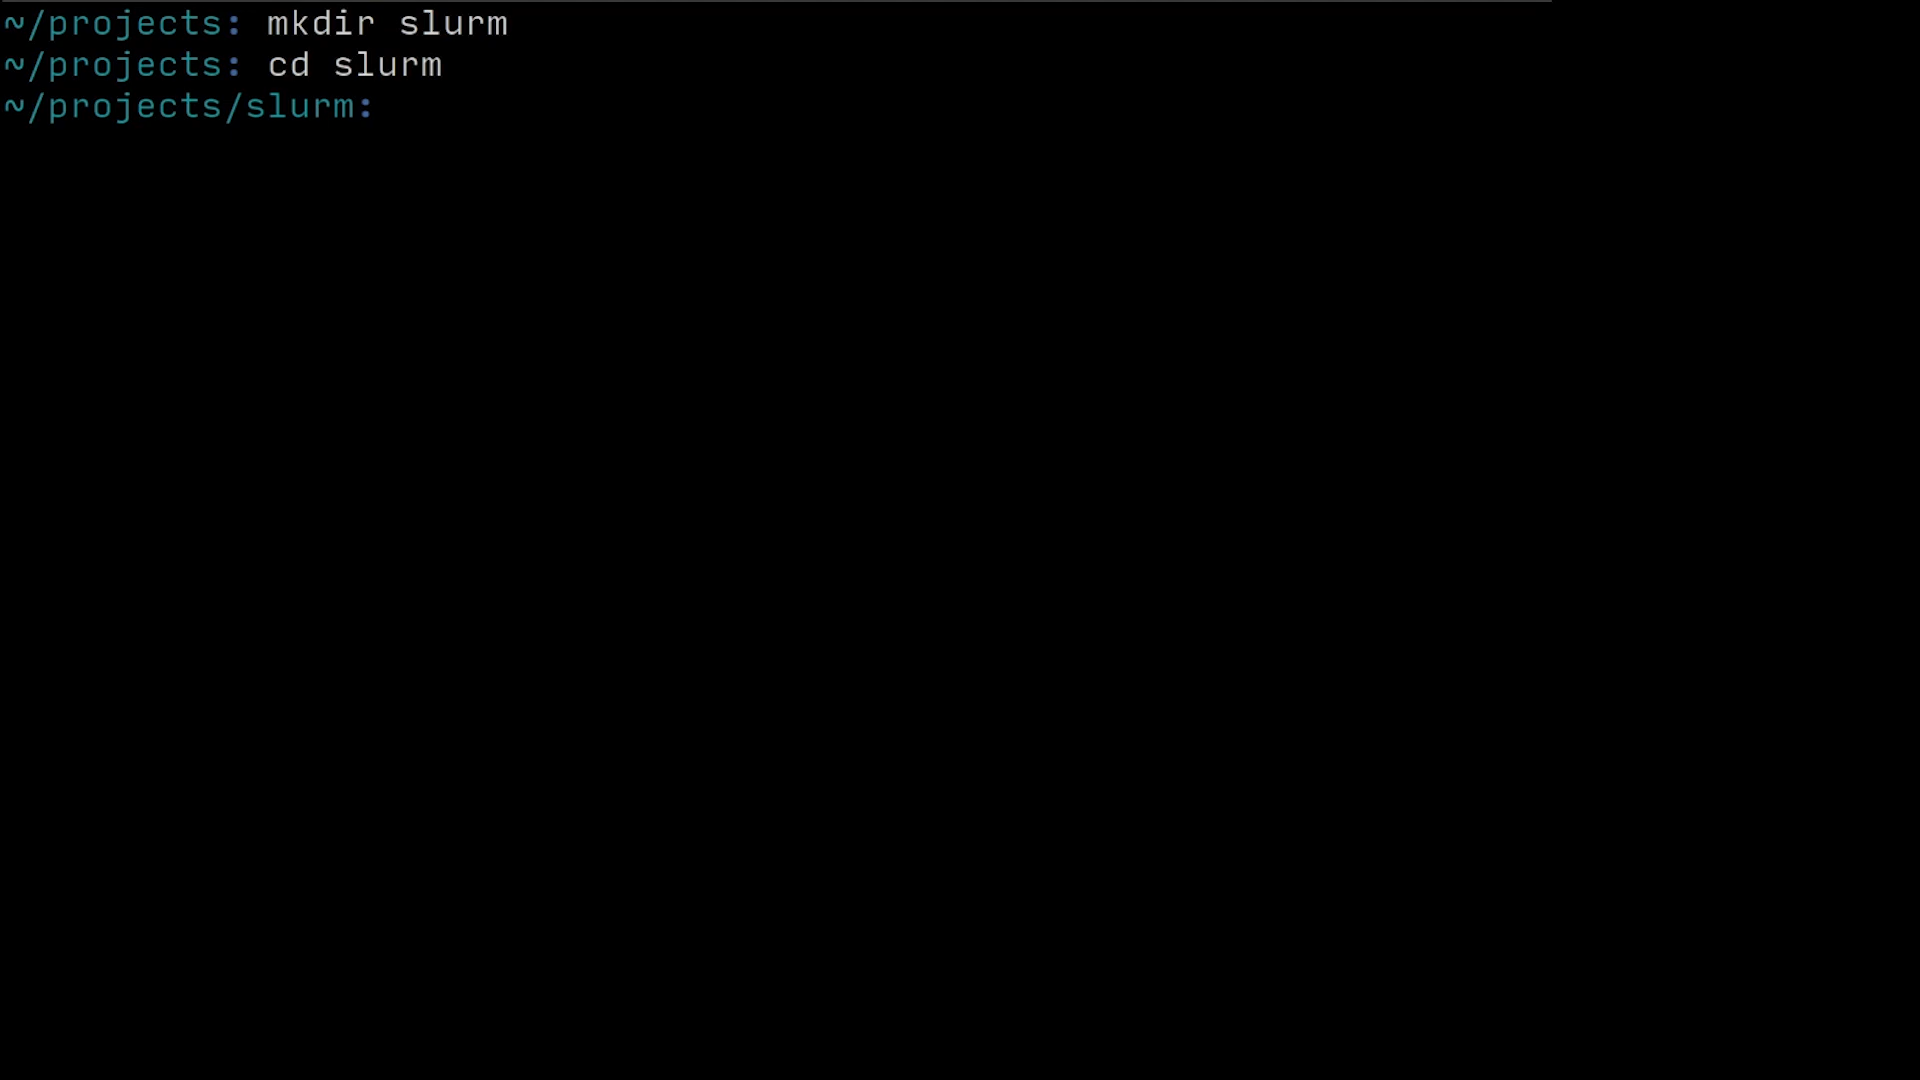 ~/projects: mkdir slurm
~/projects: cd slurm
~/projects/slurm: